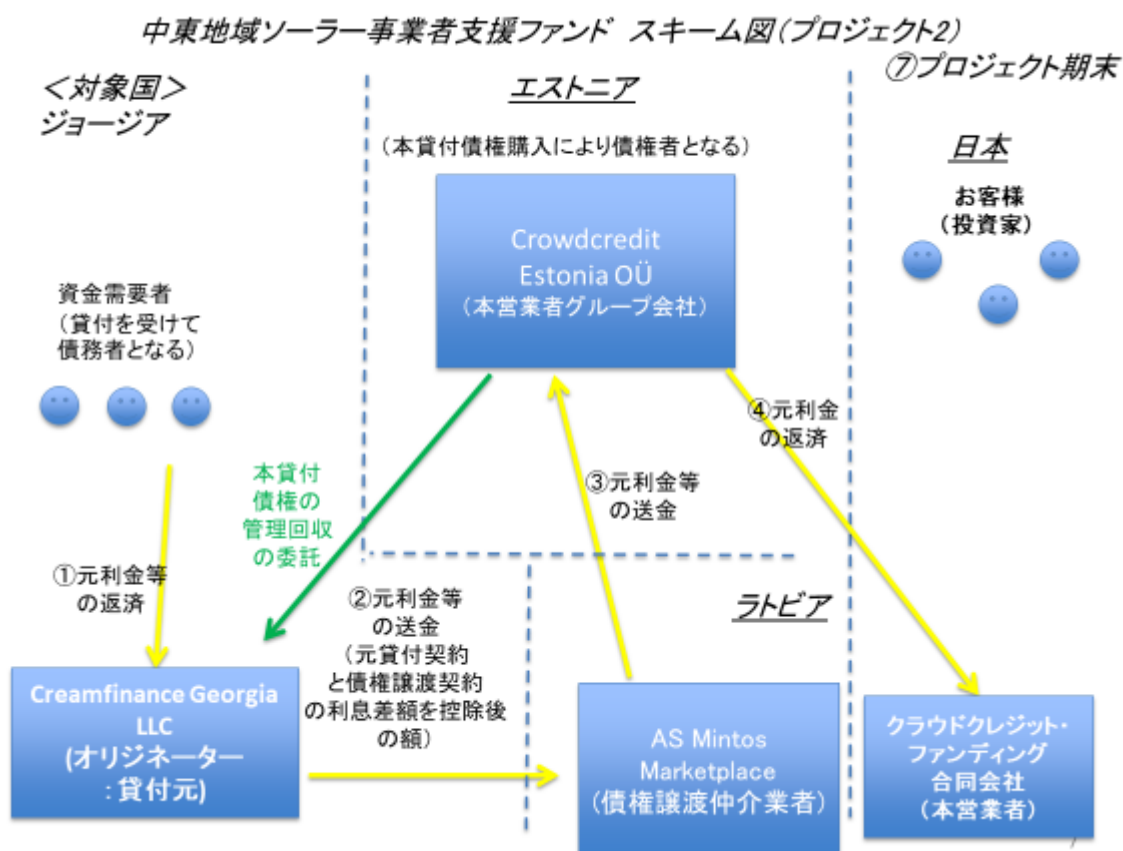 中東地域ソーラー事業者支援ファンド スキーム図(プロジェクト2)
⑦プロジェクト期末
<対象国>
ジョージア
エストニア
(本貸付債権購入により債権者となる)
日本
お客様
(投資家)
Crowdcredit
Estonia OÜ
(本営業者グループ会社)
資金需要者
(貸付を受けて
債務者となる)
④元利金
の返済
本貸付
債権の
管理回収
の委託
③元利金等
の送金
①元利金等
の返済
②元利金等
の送金
(元貸付契約
と債権譲渡契約
の利息差額を控除後
の額)
ラトビア
Creamfinance Georgia
LLC
(オリジネーター
:貸付元)
AS Mintos
Marketplace
(債権譲渡仲介業者)
クラウドクレジット・
ファンディング
合同会社
(本営業者)